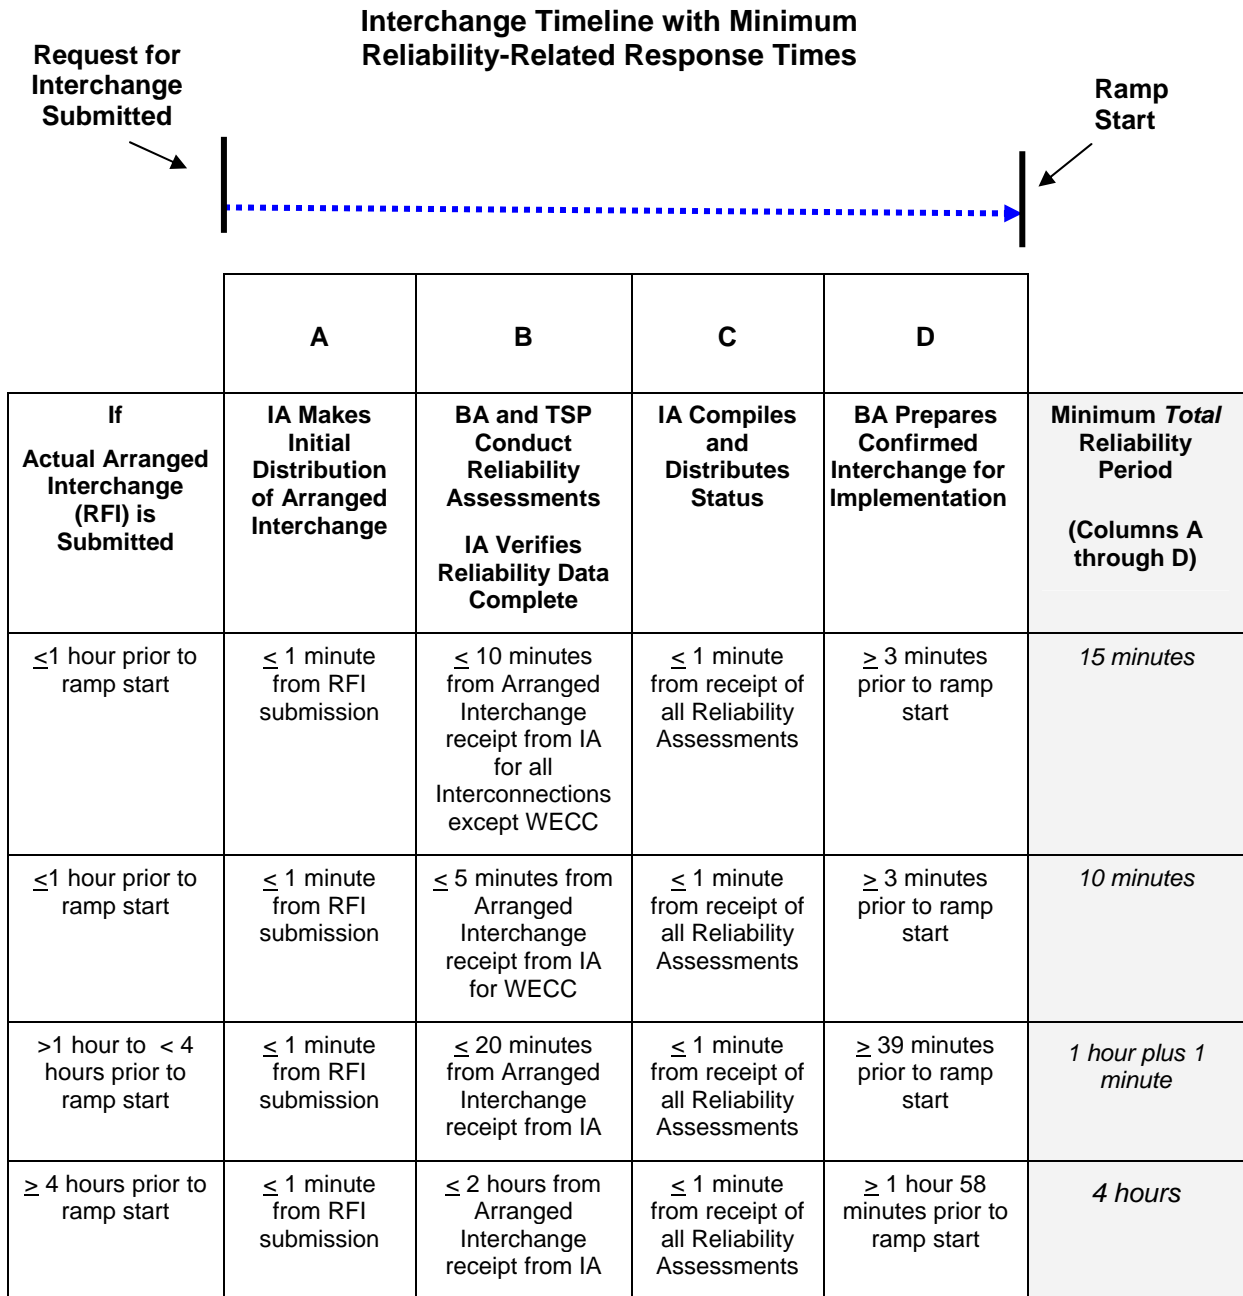 Interchange Timeline with Minimum
Reliability-Related Response Times
Request for
Interchange
Submitted
Ramp
Start
A
B
C
D
If
Actual Arranged
Interchange
(RFI) is
Submitted
IA Makes
Initial
Distribution
of Arranged
Interchange
BA and TSP
Conduct
Reliability
Assessments
IA Verifies
Reliability Data
Complete
IA Compiles
and
Distributes
Status
BA Prepares
Confirmed
Interchange for
Implementation
Minimum Total
Reliability
Period
(Columns A
through D)
≤1 hour prior to
ramp start
≤ 1 minute
from RFI
submission
≤ 10 minutes
from Arranged
Interchange
receipt from IA
for all
Interconnections
except WECC
≤ 1 minute
from receipt of
all Reliability
Assessments
≥ 3 minutes
prior to ramp
start
15 minutes
≤1 hour prior to
ramp start
≤ 1 minute
from RFI
submission
≤ 5 minutes from
Arranged
Interchange
receipt from IA
for WECC
≤ 1 minute
from receipt of
all Reliability
Assessments
≥ 3 minutes
prior to ramp
start
10 minutes
>1 hour to < 4
hours prior to
ramp start
≤ 1 minute
from RFI
submission
≤ 20 minutes
from Arranged
Interchange
receipt from IA
≤ 1 minute
from receipt of
all Reliability
Assessments
≥ 39 minutes
prior to ramp
start
1 hour plus 1
minute
≥ 4 hours prior to
ramp start
≤ 1 minute
from RFI
submission
≤ 2 hours from
Arranged
Interchange
receipt from IA
≤ 1 minute
from receipt of
all Reliability
Assessments
≥ 1 hour 58
minutes prior to
ramp start
4 hours